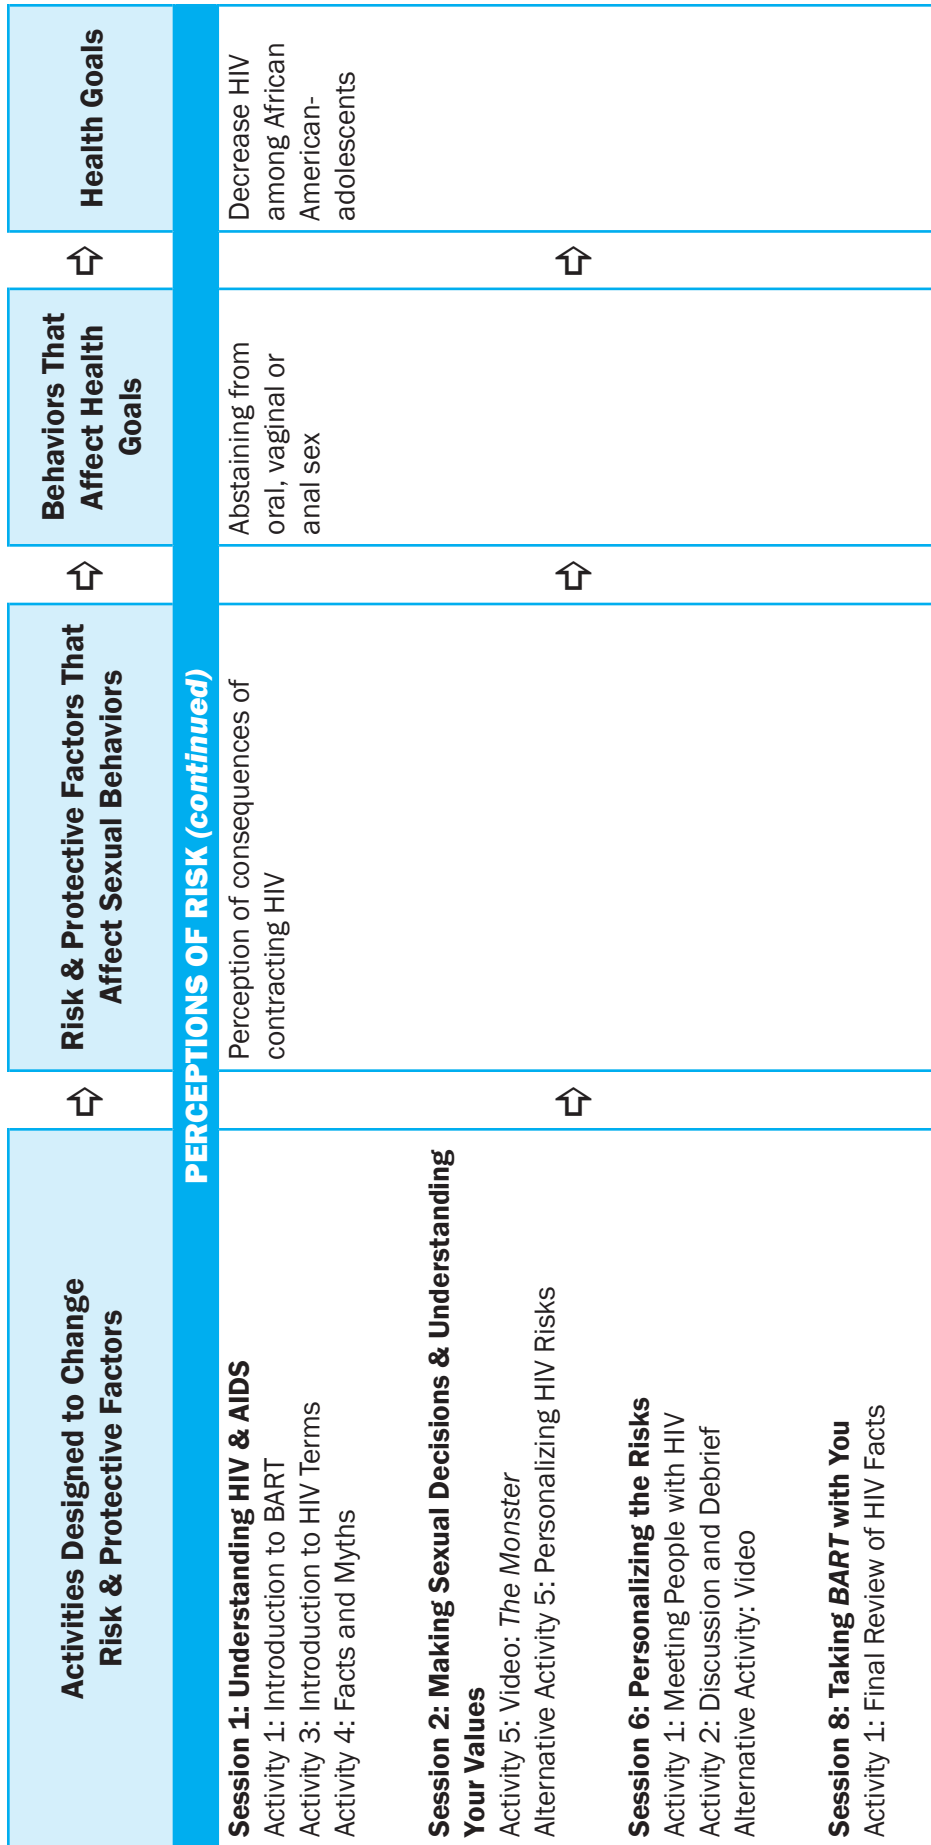 Activities Designed to Change
Risk & Protective Factors
Risk & Protective Factors That
Affect Sexual Behaviors
Behaviors That
Affect Health
Goals
Health Goals
PERCEPTIONS OF RISK (continued)
Session 1: Understanding HIV & AIDS
Activity 1: Introduction to BART
Activity 3: Introduction to HIV Terms
Activity 4: Facts and Myths
Session 2: Making Sexual Decisions & Understanding
Your Values
Activity 5: Video: The Monster
Alternative Activity 5: Personalizing HIV Risks
Session 6: Personalizing the Risks
Activity 1: Meeting People with HIV
Activity 2: Discussion and Debrief
Alternative Activity: Video
Session 8: Taking BART with You
Activity 1: Final Review of HIV Facts
Perception of consequences of
contracting HIV
Abstaining from
oral, vaginal or
anal sex
Decrease HIV
among African
American-
adolescents